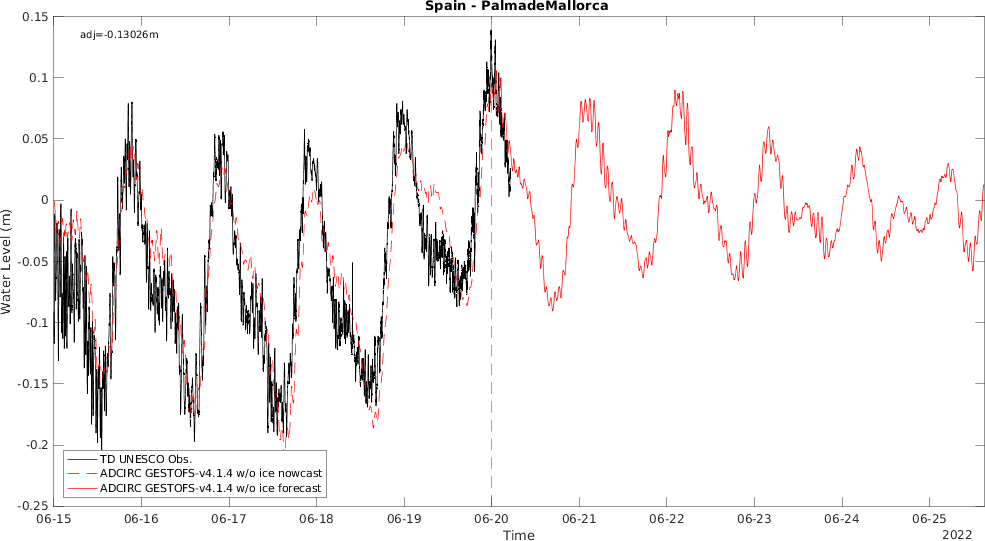 Spain - PalmadeMallorca
adj=-0.13026m
0.15
0.1
0.05
0
-0.05
-0.1
-0.15
-0.2
-0.25
Water Level (m)
TD UNESCO Obs.
ADCIRC GESTOFS-v4.1.4 w/o ice nowcast
ADCIRC GESTOFS-v4.1.4 w/o ice forecast
06-15 06-16 06-17 06-18 06-19 06-20 06-21 06-22 06-23 06-24 06-25
2022
Time